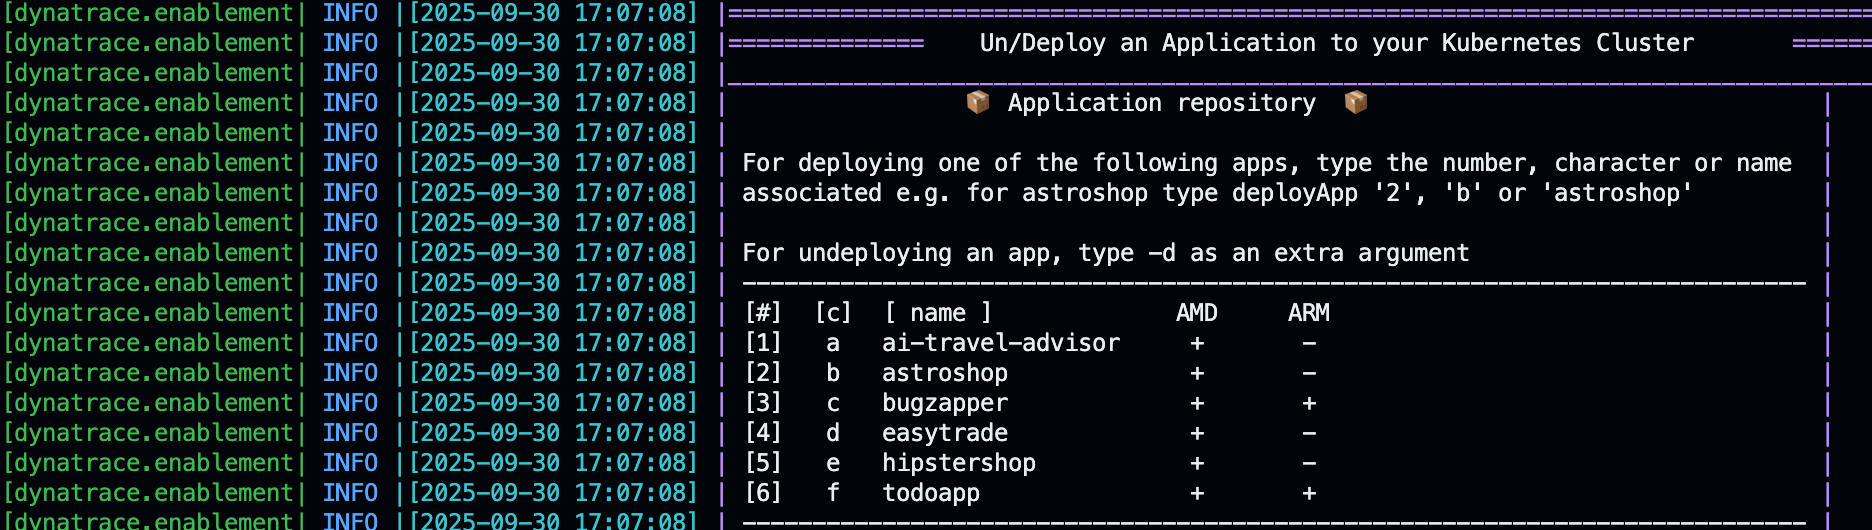 [dynatrace.enablement| INFO |[2025-09-30 17:07:08] |================================================================================
[dynatrace.enablement| INFO |[2025-09-30 17:07:08] |============== Un/Deploy an Application to your Kubernetes Cluster ======
[dynatrace.enablement| INFO |[2025-09-30 17:07:08] |__________________________________________________________________________________
[dynatrace.enablement| INFO |[2025-09-30 17:07:08] | 📦 Application repository 📦 |
[dynatrace.enablement| INFO |[2025-09-30 17:07:08] | |
[dynatrace.enablement| INFO |[2025-09-30 17:07:08] | For deploying one of the following apps, type the number, character or name |
[dynatrace.enablement| INFO |[2025-09-30 17:07:08] | associated e.g. for astroshop type deployApp '2', 'b' or 'astroshop' |
[dynatrace.enablement| INFO |[2025-09-30 17:07:08] | |
[dynatrace.enablement| INFO |[2025-09-30 17:07:08] | For undeploying an app, type -d as an extra argument |
[dynatrace.enablement| INFO |[2025-09-30 17:07:08] | ---------------------------------------------------------------------------- |
[dynatrace.enablement| INFO |[2025-09-30 17:07:08] | [#] [c] [ name ] AMD ARM |
[dynatrace.enablement| INFO |[2025-09-30 17:07:08] | [1] a ai-travel-advisor + - |
[dynatrace.enablement| INFO |[2025-09-30 17:07:08] | [2] b astroshop + - |
[dynatrace.enablement| INFO |[2025-09-30 17:07:08] | [3] c bugzapper + + |
[dynatrace.enablement| INFO |[2025-09-30 17:07:08] | [4] d easytrade + - |
[dynatrace.enablement| INFO |[2025-09-30 17:07:08] | [5] e hipstershop + - |
[dynatrace.enablement| INFO |[2025-09-30 17:07:08] | [6] f todoapp + + |
[dynatrace.enablement| INFO |[2025-09-30 17:07:08] | ---------------------------------------------------------------------------- |